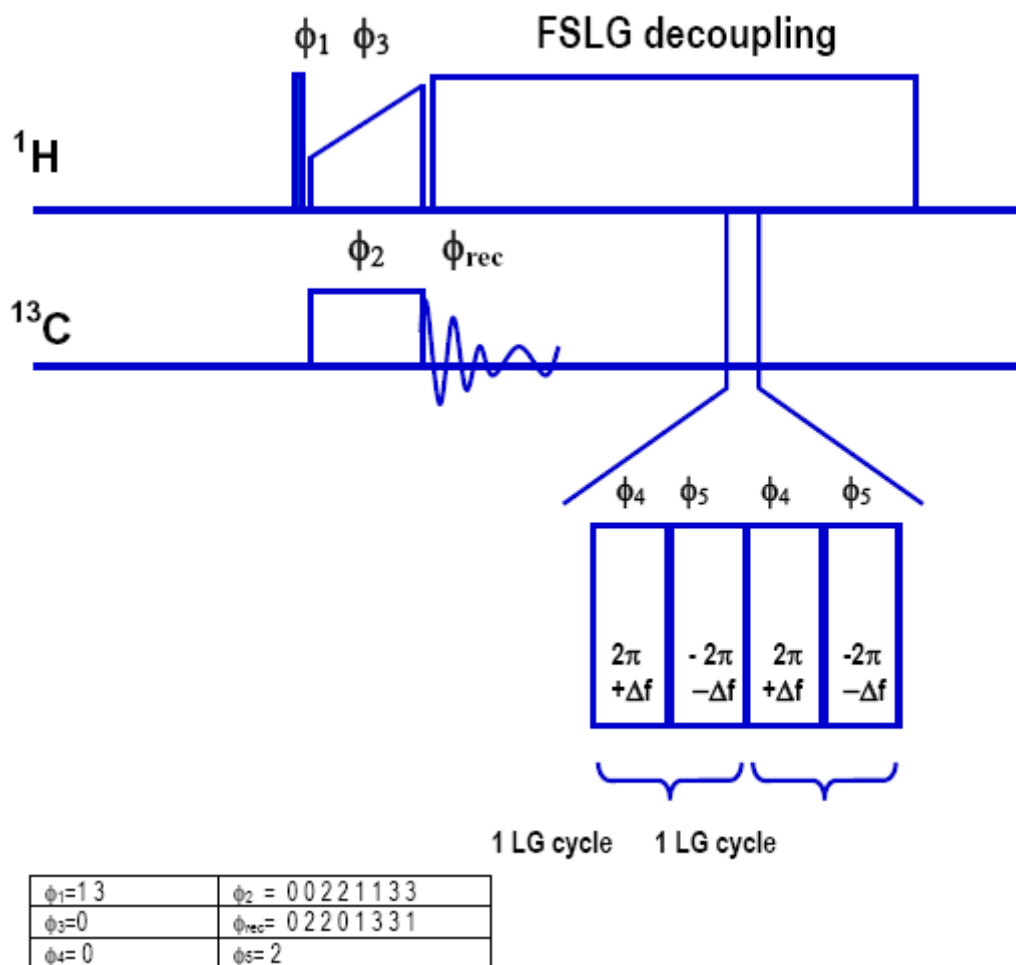 ϕ1 ϕ3 FSLG decoupling
¹H
ϕ2 ϕrec
¹³C
ϕ4 ϕ5 ϕ4 ϕ5
2π - 2π 2π -2π
+Δf −Δf +Δf −Δf
1 LG cycle 1 LG cycle
ϕ1=1 3 ϕ2 = 0 0 2 2 1 1 3 3
ϕ3=0 ϕrec= 0 2 2 0 1 3 3 1
ϕ4= 0 ϕ5= 2